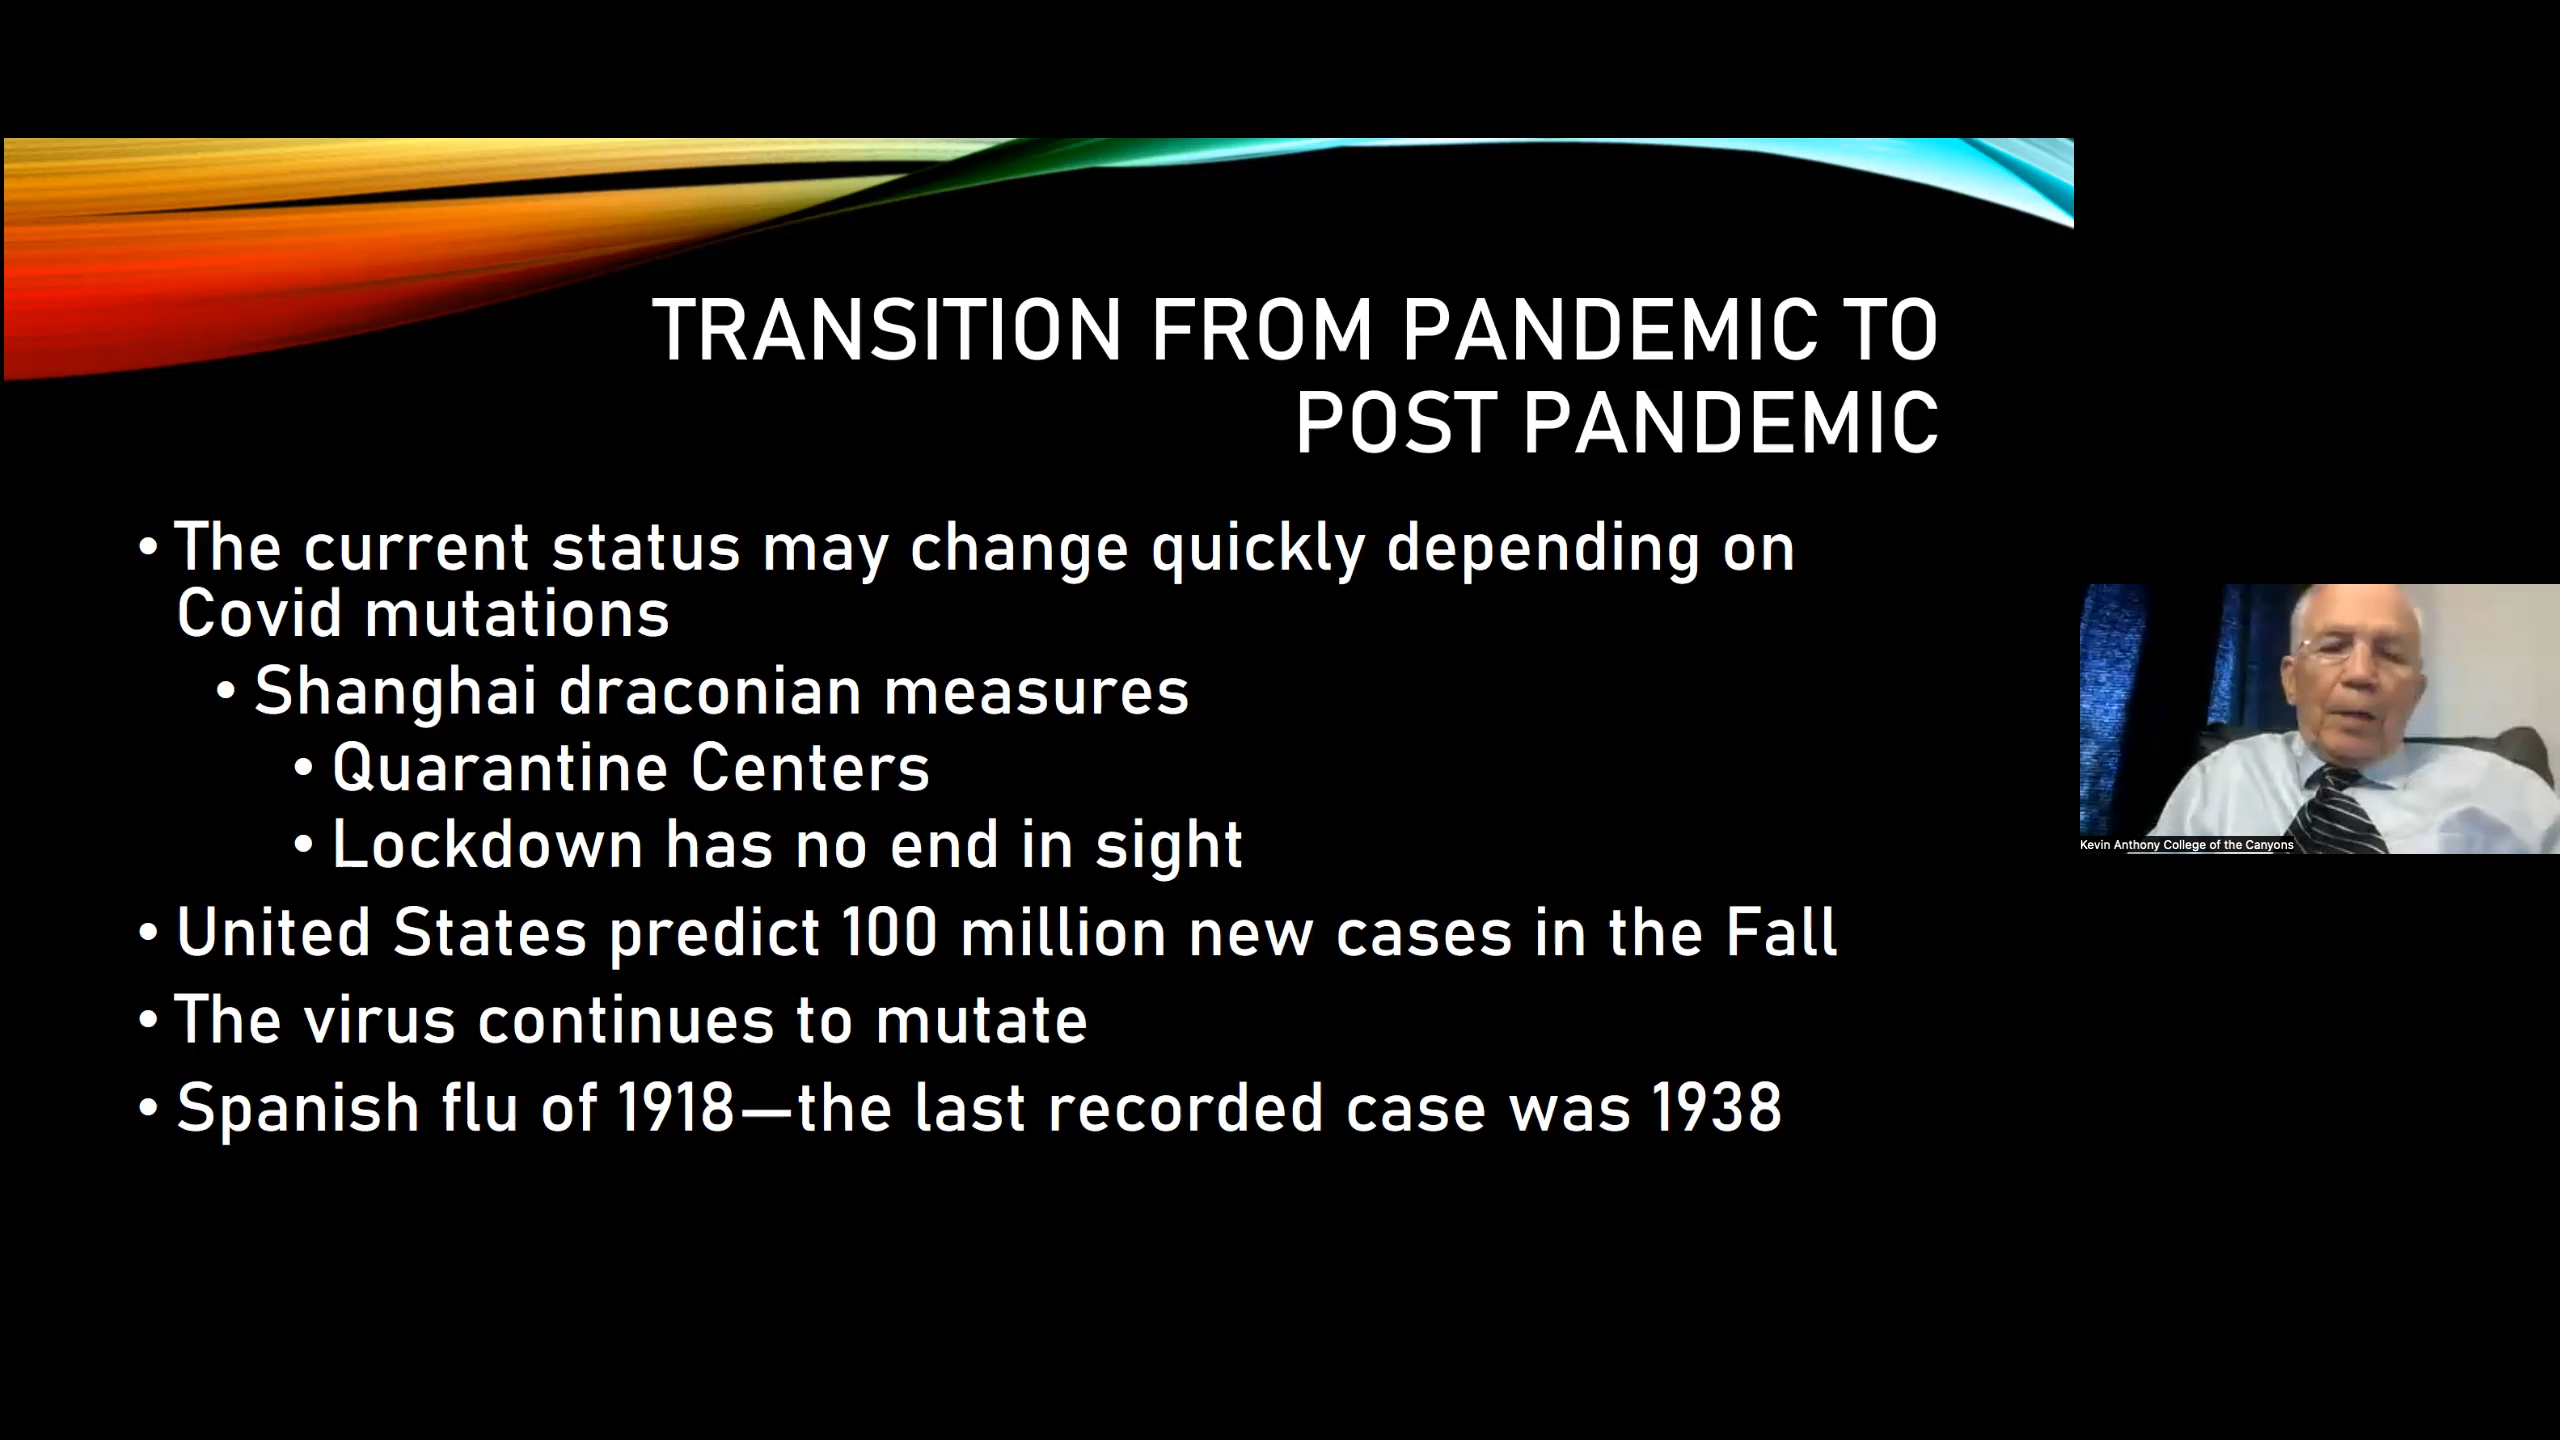 TRANSITION FROM PANDEMIC TO
POST PANDEMIC
• The current status may change quickly depending on
Covid mutations
• Shanghai draconian measures
• Quarantine Centers
• Lockdown has no end in sight
• United States predict 100 million new cases in the Fall
• The virus continues to mutate
• Spanish flu of 1918—the last recorded case was 1938
Kevin Anthony College of the Canyons